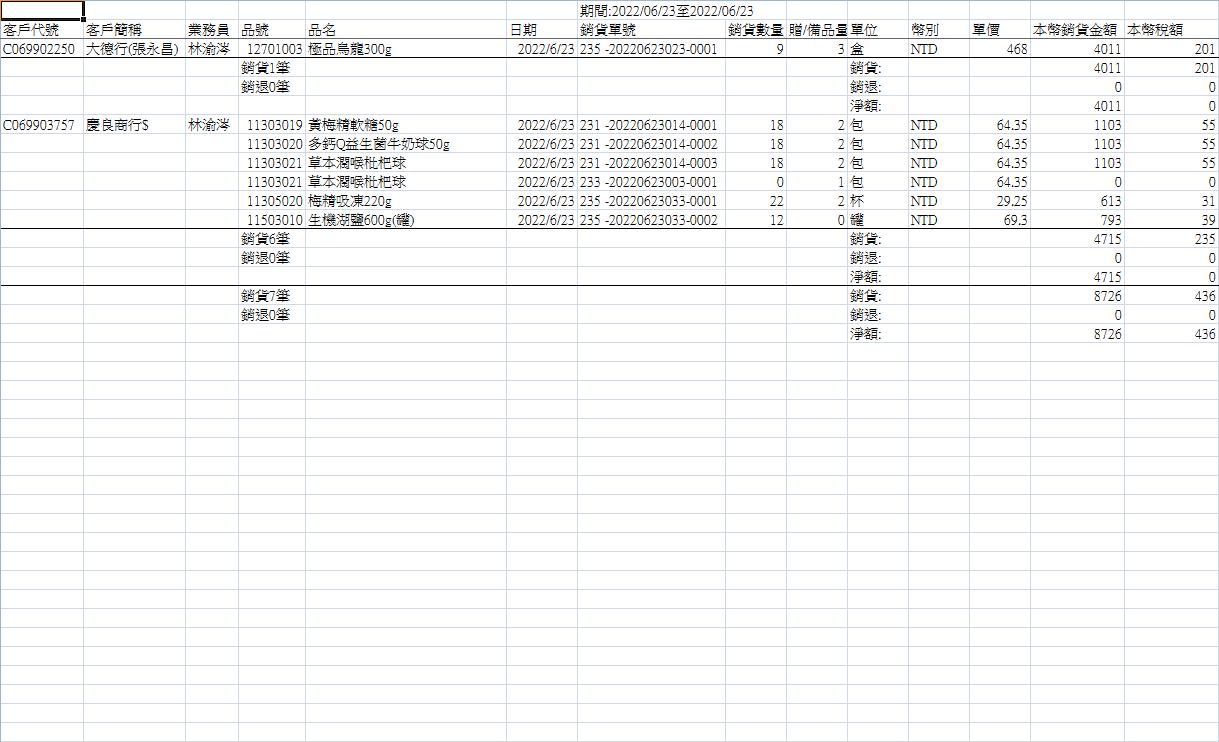 期間:2022/06/23至2022/06/23
客戶代號 客戶簡稱 業務員 品號 品名 日期 銷貨單號 銷貨數量 贈/備品量 單位 幣別 單價 本幣銷貨金額 本幣稅額
C069902250 大德行(張永昌) 林渝涔 12701003 極品烏龍300g 2022/6/23 235 -20220623023-0001 9 3 盒 NTD 468 4011 201
銷貨1筆 銷貨: 4011 201
銷退0筆 銷退: 0 0
淨額: 4011 0
C069903757 慶良商行$ 林渝涔 11303019 黃梅精軟糖50g 2022/6/23 231 -20220623014-0001 18 2 包 NTD 64.35 1103 55
11303020 多鈣Q益生菌牛奶球50g 2022/6/23 231 -20220623014-0002 18 2 包 NTD 64.35 1103 55
11303021 草本潤喉枇杷球 2022/6/23 231 -20220623014-0003 18 2 包 NTD 64.35 1103 55
11303021 草本潤喉枇杷球 2022/6/23 233 -20220623003-0001 0 1 包 NTD 64.35 0 0
11305020 梅精吸凍220g 2022/6/23 235 -20220623033-0001 22 2 杯 NTD 29.25 613 31
11503010 生機湖鹽600g(罐) 2022/6/23 235 -20220623033-0002 12 0 罐 NTD 69.3 793 39
銷貨6筆 銷貨: 4715 235
銷退0筆 銷退: 0 0
淨額: 4715 0
銷貨7筆 銷貨: 8726 436
銷退0筆 銷退: 0 0
淨額: 8726 436